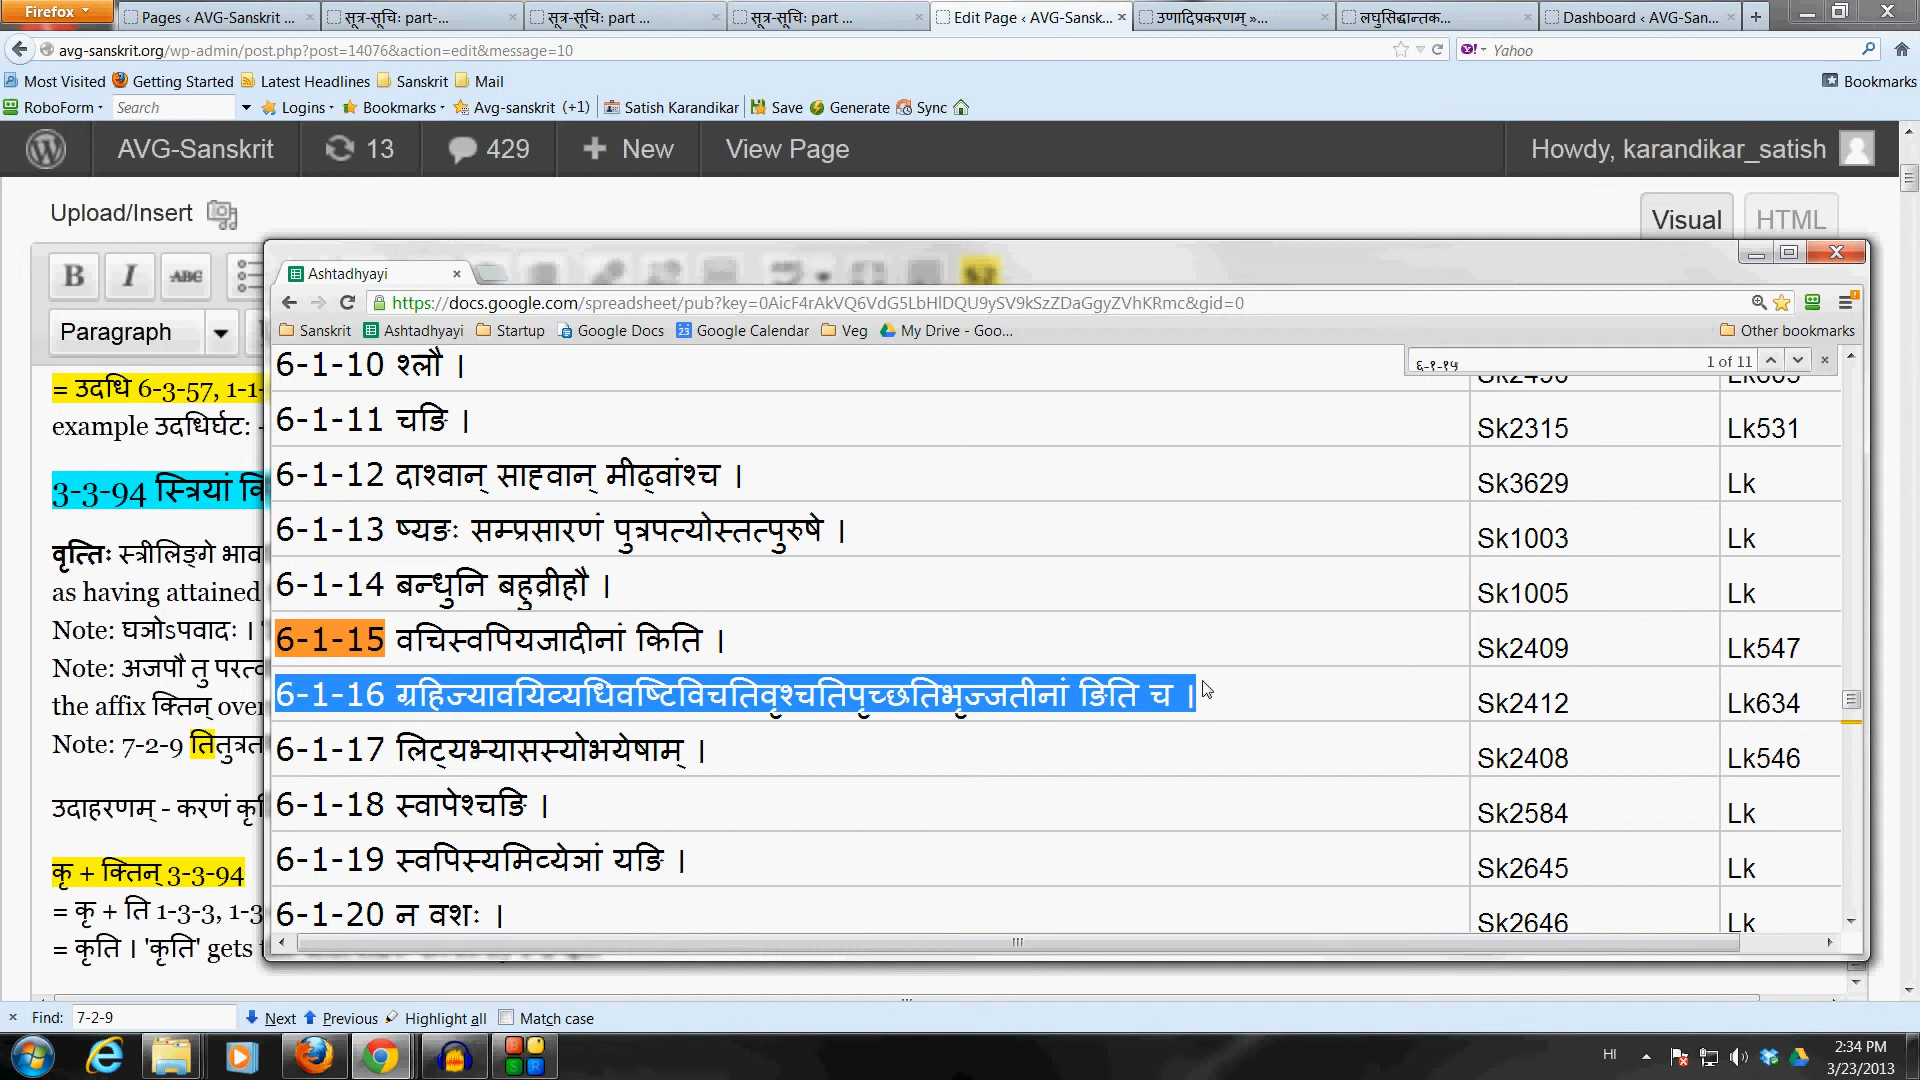 Firefox
Pages ‹ AVG-Sanskrit ...
सूत्र-सूचिः part-...
सूत्र-सूचिः part ...
सूत्र-सूचिः part ...
Edit Page ‹ AVG-Sansk...
उणादिप्रकरणम् »...
लघुसिद्धान्तक...
Dashboard ‹ AVG-San...
avg-sanskrit.org/wp-admin/post.php?post=14076&action=edit&message=10
Yahoo
Most Visited Getting Started Latest Headlines Sanskrit Mail
Bookmarks
RoboForm Search Logins Bookmarks Avg-sanskrit (+1) Satish Karandikar Save Generate Sync
AVG-Sanskrit 13 429 + New View Page
Howdy, karandikar_satish
Upload/Insert
Visual HTML
B I ABC
Paragraph
Ashtadhyayi
https://docs.google.com/spreadsheet/pub?key=0AicF4rAkVQ6VdG5LbHlDQU9ySV9kSzZDaGgyZVhKRmc&gid=0
Sanskrit Ashtadhyayi Startup Google Docs Google Calendar Veg My Drive - Goo...
Other bookmarks
६-१-१५ 1 of 11
6-1-10 श्लौ ।
6-1-11 चङि । Sk2315 Lk531
6-1-12 दाश्वान् साह्वान् मीढ्वांश्च । Sk3629 Lk
6-1-13 ष्यङः सम्प्रसारणं पुत्रपत्योस्तत्पुरुषे । Sk1003 Lk
6-1-14 बन्धुनि बहुव्रीहौ । Sk1005 Lk
6-1-15 वचिस्वपियजादीनां किति । Sk2409 Lk547
6-1-16 ग्रहिज्यावयिव्यधिवष्टिविचतिवृश्चतिपृच्छतिभृज्जतीनां ङिति च । Sk2412 Lk634
6-1-17 लिट्यभ्यासस्योभयेषाम् । Sk2408 Lk546
6-1-18 स्वापेश्चङि । Sk2584 Lk
6-1-19 स्वपिस्यमिव्येञां यङि । Sk2645 Lk
6-1-20 न वशः । Sk2646 Lk
= उदधि 6-3-57, 1-1-
example उदधिर्घटः -
3-3-94 स्त्रियां
वृत्तिः स्त्रीलिङ्गे भाव
as having attained
Note: घञोऽपवादः ।
Note: अजपौ तु परत्व
the affix क्तिन् over
Note: 7-2-9 तितुत्रत
उदाहरणम् - करणं
कृ + क्तिन् 3-3-94
= कृ + ति 1-3-3, 1-3
= कृति । 'कृति' gets
Find: 7-2-9 Next Previous Highlight all Match case
HI
2:34 PM
3/23/2013